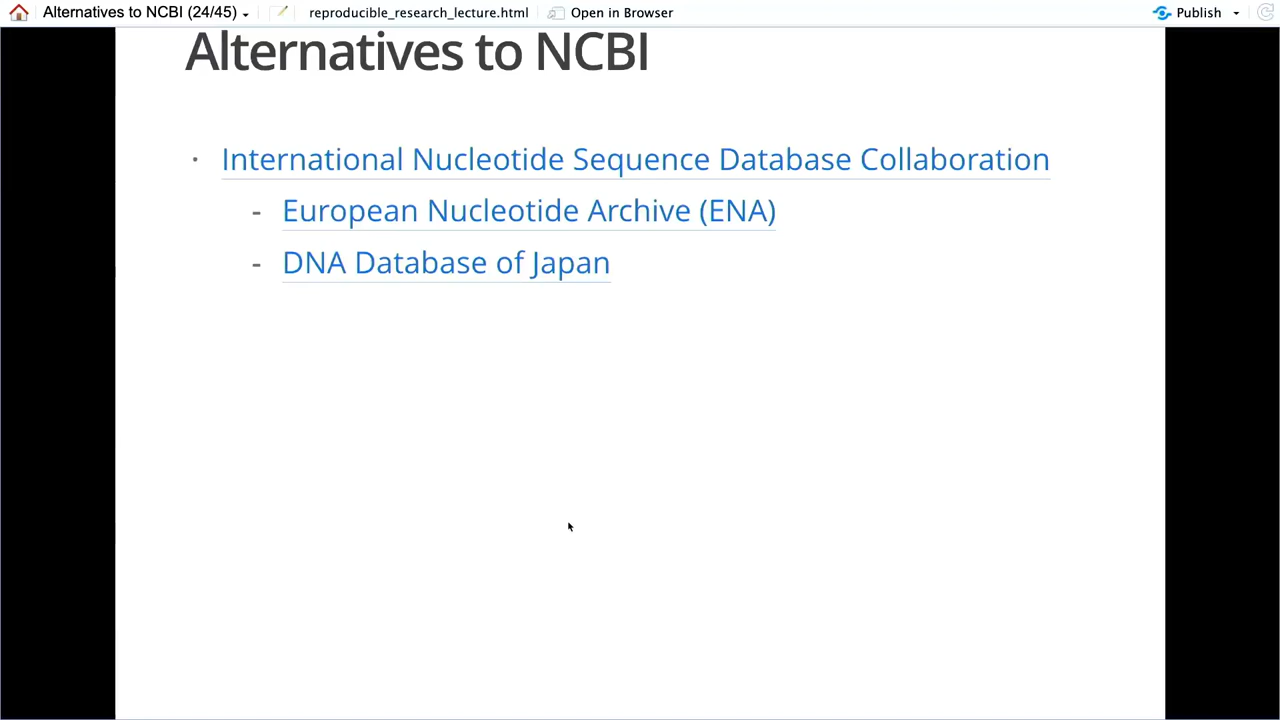 Alternatives to NCBI (24/45) reproducible_research_lecture.html Open in Browser Publish
Alternatives to NCBI
· International Nucleotide Sequence Database Collaboration
- European Nucleotide Archive (ENA)
- DNA Database of Japan